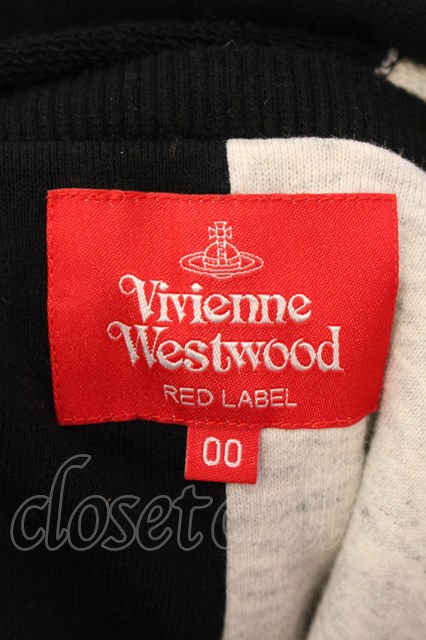 Vivienne
Westwood
RED LABEL
00
closet